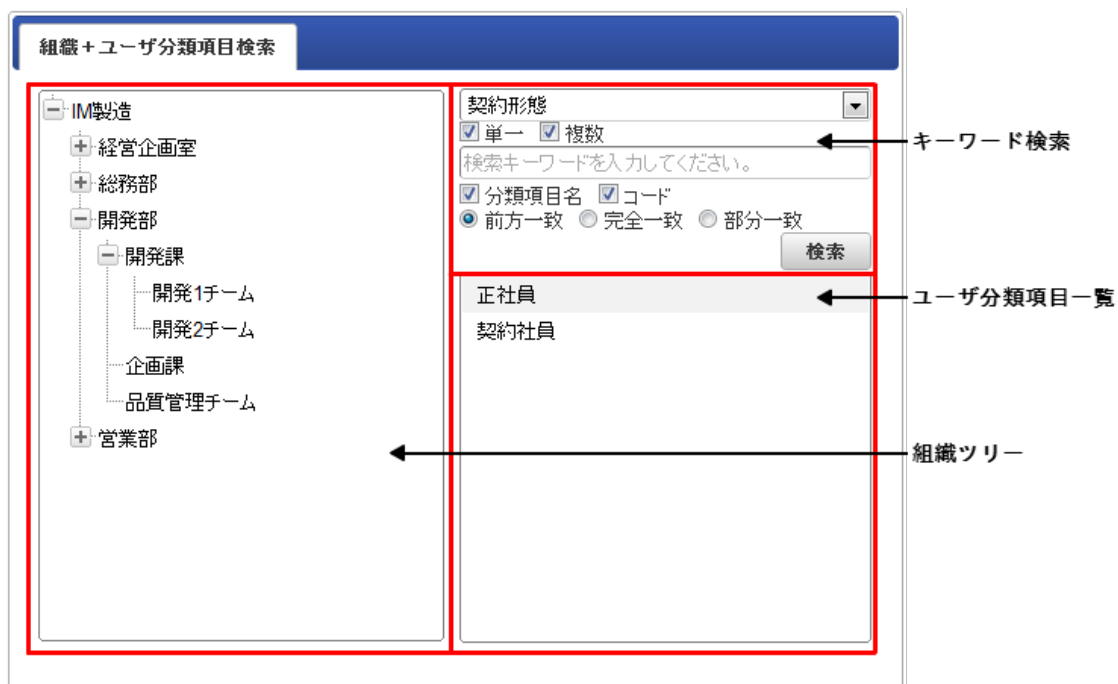 組織+ユーザ分類項目検索
IM製造
経営企画室
総務部
開発部
開発課
開発1チーム
開発2チーム
企画課
品質管理チーム
営業部
契約形態
単一 複数
検索キーワードを入力してください。
分類項目名 コード
前方一致 完全一致 部分一致
検索
正社員
契約社員
キーワード検索
ユーザ分類項目一覧
組織ツリー